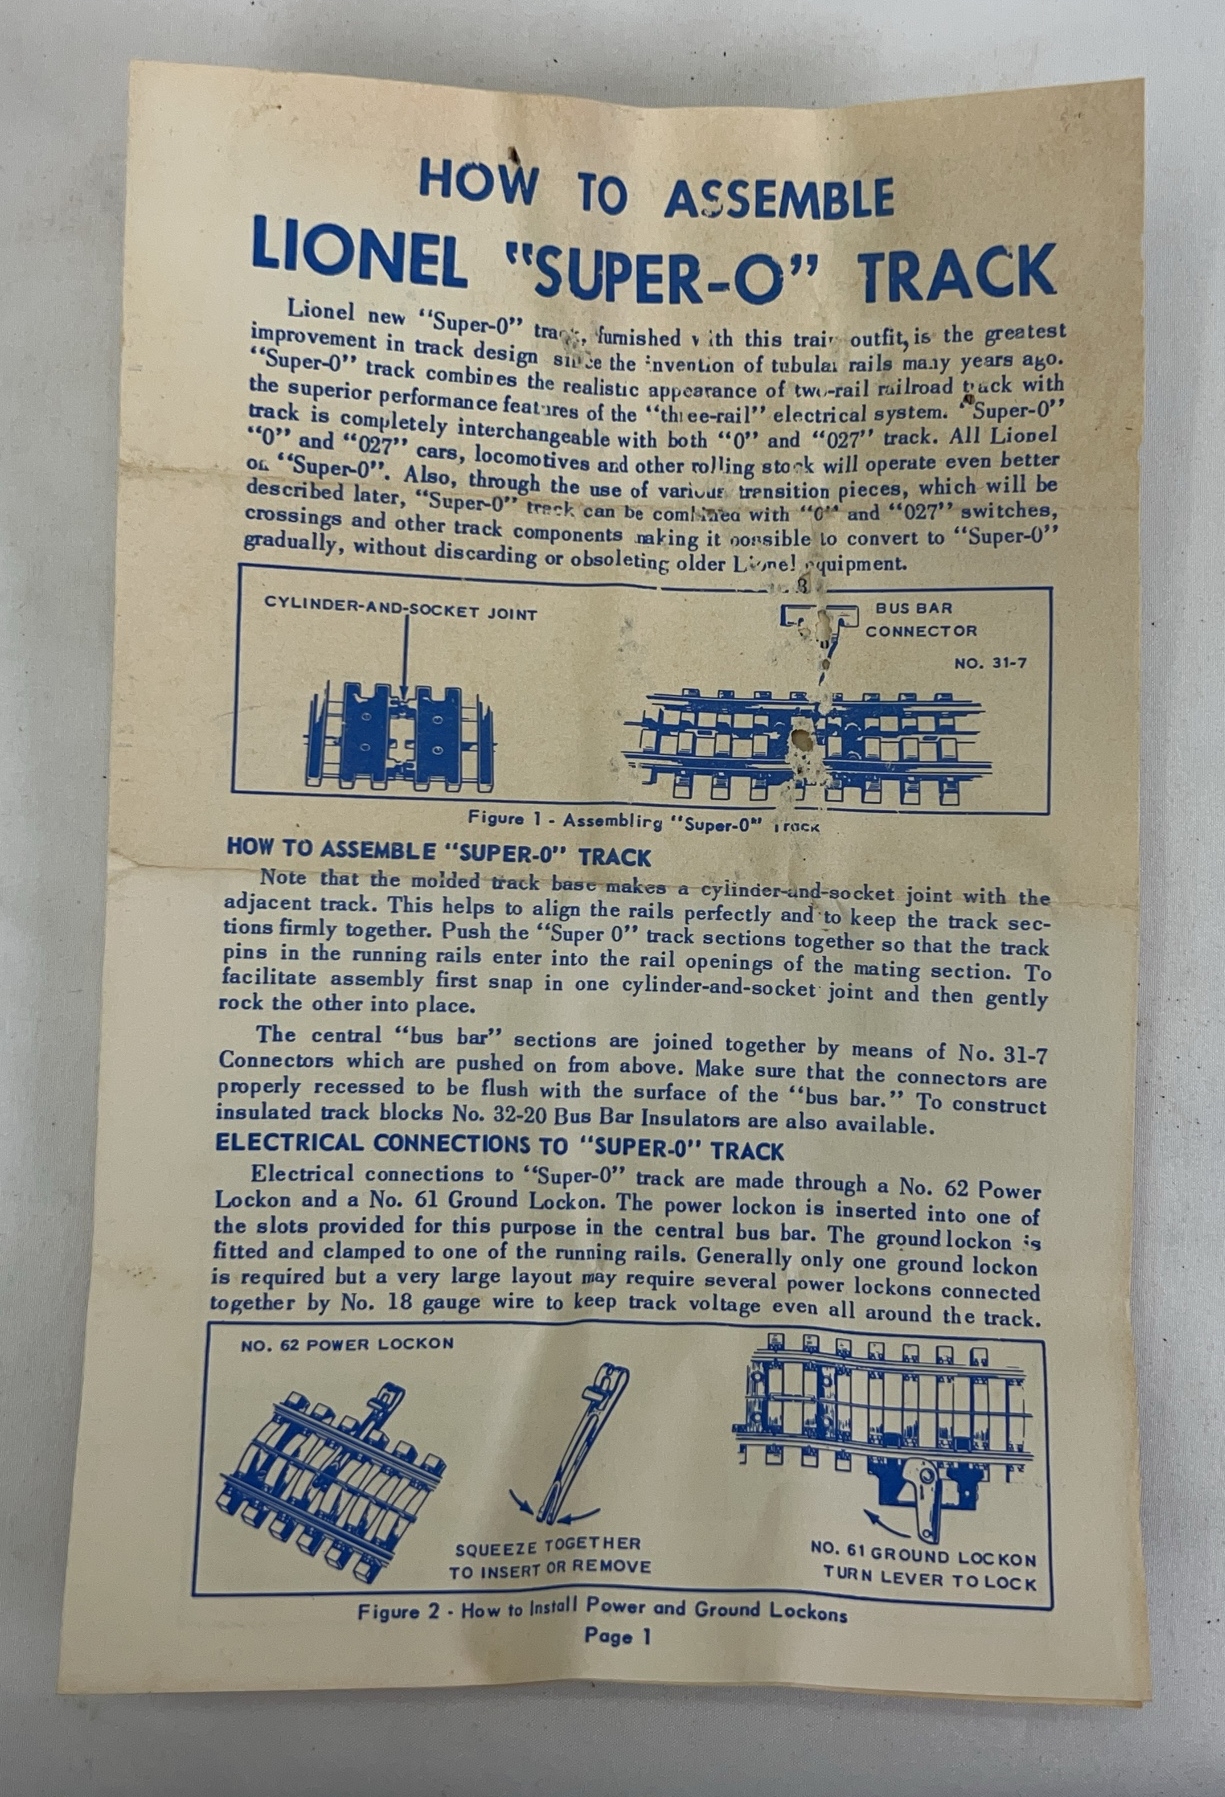 HOW TO ASSEMBLE
LIONEL "SUPER-O" TRACK
Lionel new "Super-0" track, furnished with this train outfit, is the greatest
improvement in track design since the invention of tubular rails many years ago.
"Super-0" track combines the realistic appearance of two-rail railroad track with
the superior performance features of the "three-rail" electrical system. "Super-0"
track is completely interchangeable with both "0" and "027" track. All Lionel
"0" and "027" cars, locomotives and other rolling stock will operate even better
on "Super-0". Also, through the use of various transition pieces, which will be
described later, "Super-0" track can be combined with "0" and "027" switches,
crossings and other track components making it possible to convert to "Super-0"
gradually, without discarding or obsoleting older Lionel equipment.
CYLINDER-AND-SOCKET JOINT
BUS BAR
CONNECTOR
NO. 31-7
Figure 1 - Assembling "Super-0" Track
HOW TO ASSEMBLE "SUPER-0" TRACK
Note that the molded track base makes a cylinder-and-socket joint with the
adjacent track. This helps to align the rails perfectly and to keep the track sec-
tions firmly together. Push the "Super 0" track sections together so that the track
pins in the running rails enter into the rail openings of the mating section. To
facilitate assembly first snap in one cylinder-and-socket joint and then gently
rock the other into place.
The central "bus bar" sections are joined together by means of No. 31-7
Connectors which are pushed on from above. Make sure that the connectors are
properly recessed to be flush with the surface of the "bus bar." To construct
insulated track blocks No. 32-20 Bus Bar Insulators are also available.
ELECTRICAL CONNECTIONS TO "SUPER-0" TRACK
Electrical connections to "Super-0" track are made through a No. 62 Power
Lockon and a No. 61 Ground Lockon. The power lockon is inserted into one of
the slots provided for this purpose in the central bus bar. The ground lockon is
fitted and clamped to one of the running rails. Generally only one ground lockon
is required but a very large layout may require several power lockons connected
together by No. 18 gauge wire to keep track voltage even all around the track.
NO. 62 POWER LOCKON
SQUEEZE TOGETHER
TO INSERT OR REMOVE
NO. 61 GROUND LOCKON
TURN LEVER TO LOCK
Figure 2 - How to Install Power and Ground Lockons
Page 1